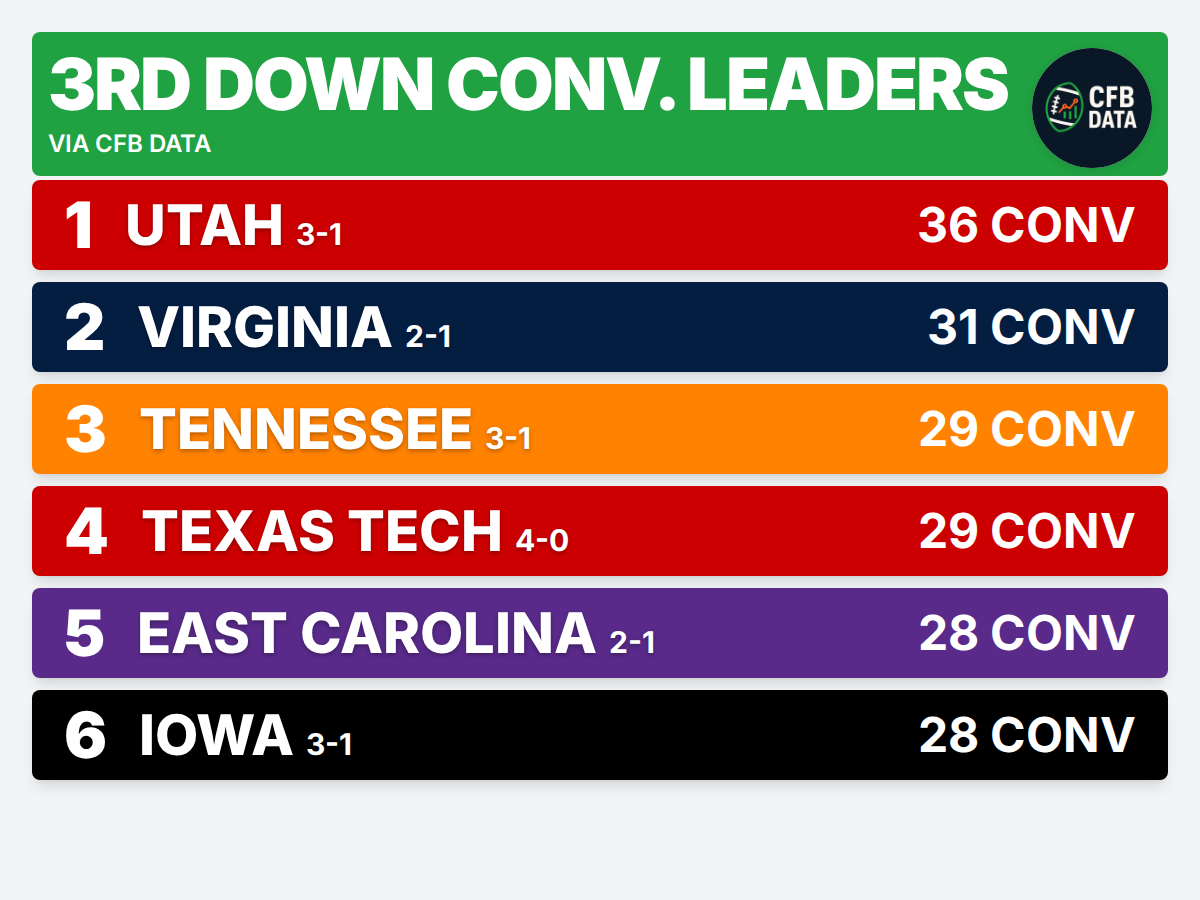 3RD DOWN CONV. LEADERS
VIA CFB DATA
CFB
DATA
1 UTAH 3-1 36 CONV
2 VIRGINIA 2-1 31 CONV
3 TENNESSEE 3-1 29 CONV
4 TEXAS TECH 4-0 29 CONV
5 EAST CAROLINA 2-1 28 CONV
6 IOWA 3-1 28 CONV